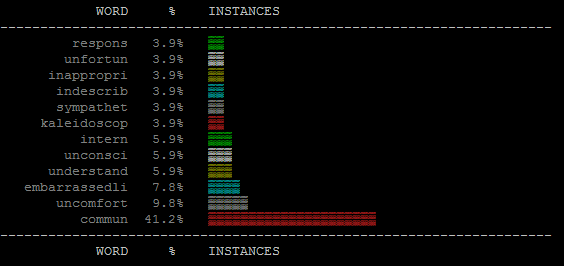 WORD % INSTANCES
respons 3.9%
unfortun 3.9%
inappropri 3.9%
indescrib 3.9%
sympathet 3.9%
kaleidoscop 3.9%
intern 5.9%
unconsci 5.9%
understand 5.9%
embarrassedli 7.8%
uncomfort 9.8%
commun 41.2%
WORD % INSTANCES